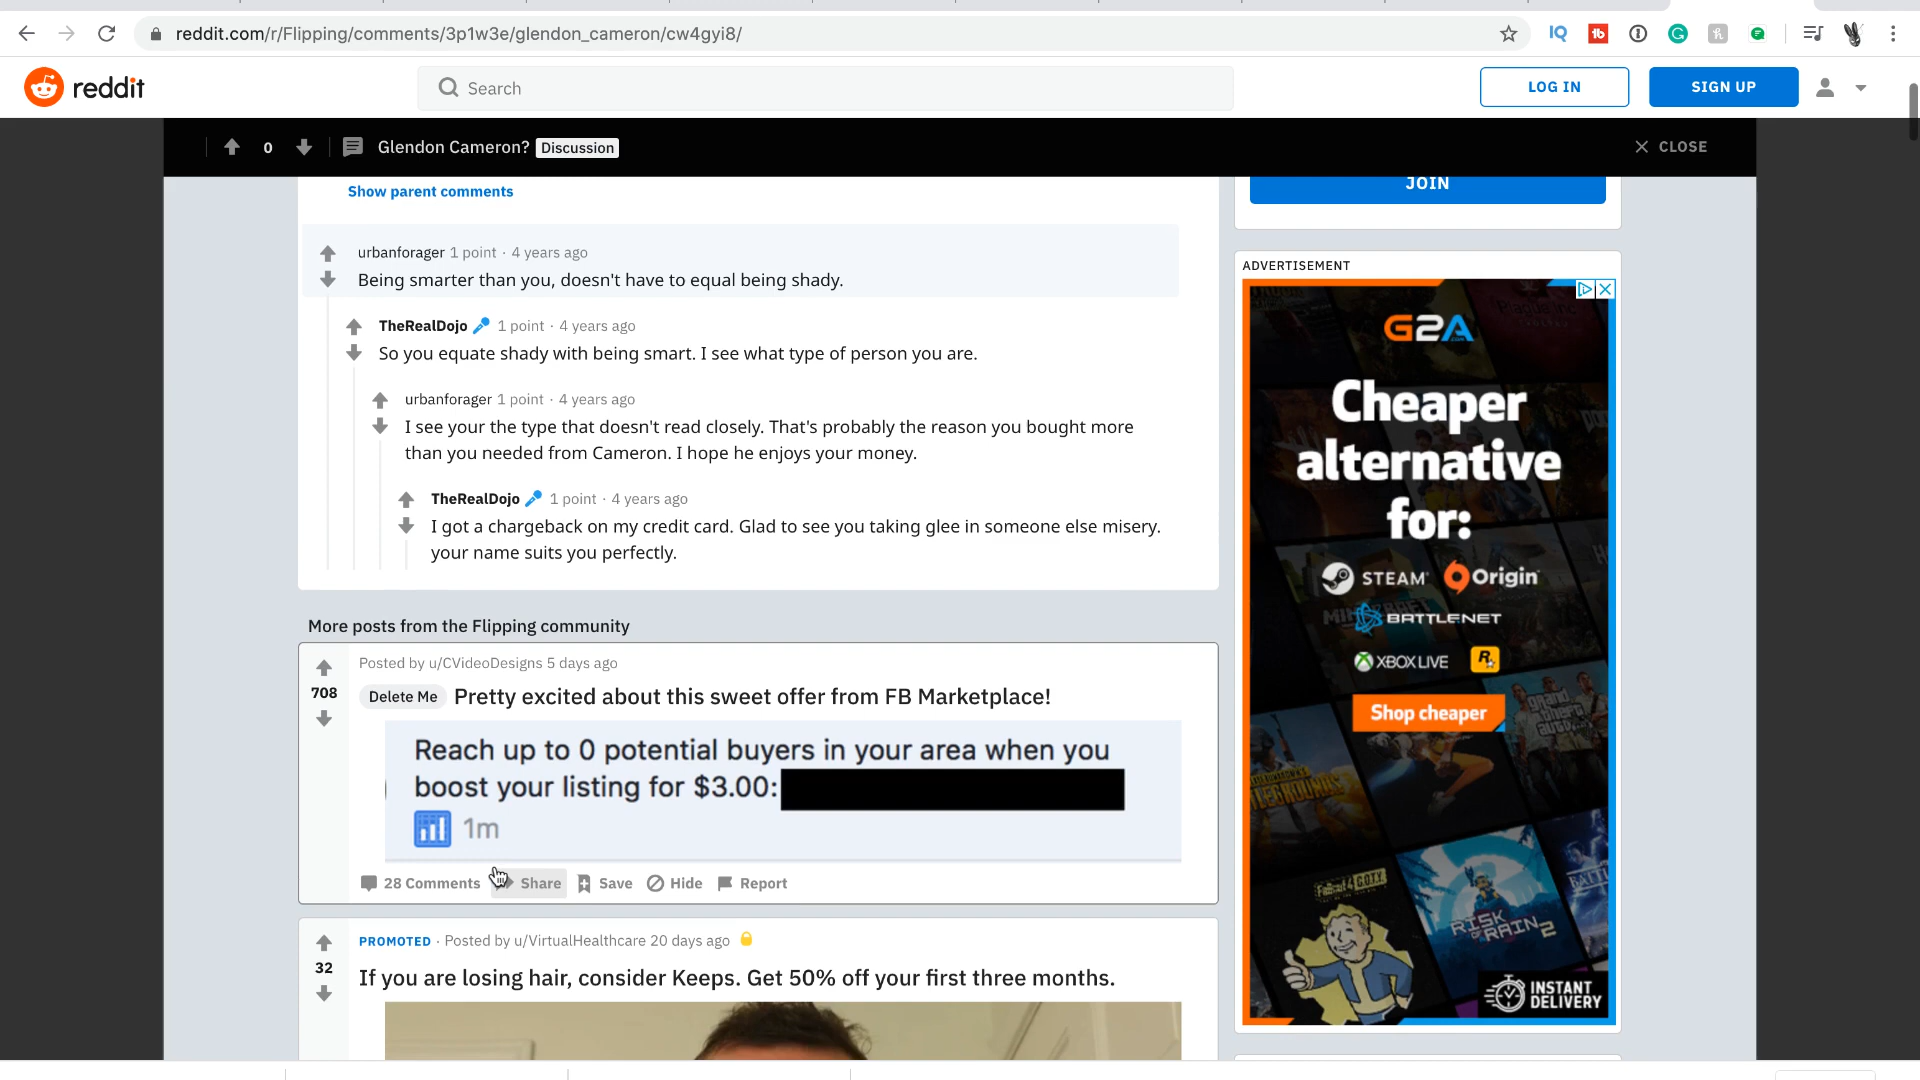 reddit.com/r/Flipping/comments/3p1w3e/glendon_cameron/cw4gyi8/
reddit
Search
LOG IN
SIGN UP
0
Glendon Cameron?
Discussion
CLOSE
Show parent comments
urbanforager 1 point · 4 years ago
Being smarter than you, doesn't have to equal being shady.
TheRealDojo 1 point · 4 years ago
So you equate shady with being smart. I see what type of person you are.
urbanforager 1 point · 4 years ago
I see your the type that doesn't read closely. That's probably the reason you bought more
than you needed from Cameron. I hope he enjoys your money.
TheRealDojo 1 point · 4 years ago
I got a chargeback on my credit card. Glad to see you taking glee in someone else misery.
your name suits you perfectly.
More posts from the Flipping community
Posted by u/CVideoDesigns 5 days ago
708
Delete Me Pretty excited about this sweet offer from FB Marketplace!
Reach up to 0 potential buyers in your area when you
boost your listing for $3.00:
1m
28 Comments Share Save Hide Report
PROMOTED · Posted by u/VirtualHealthcare 20 days ago
32
If you are losing hair, consider Keeps. Get 50% off your first three months.
JOIN
ADVERTISEMENT
G2A
.COM
Cheaper
alternative
for:
STEAM Origin
BATTLE.NET
XBOX LIVE R
Shop cheaper
Fallout 4 G.O.T.Y.
RISK
OF RAIN 2
INSTANT
DELIVERY